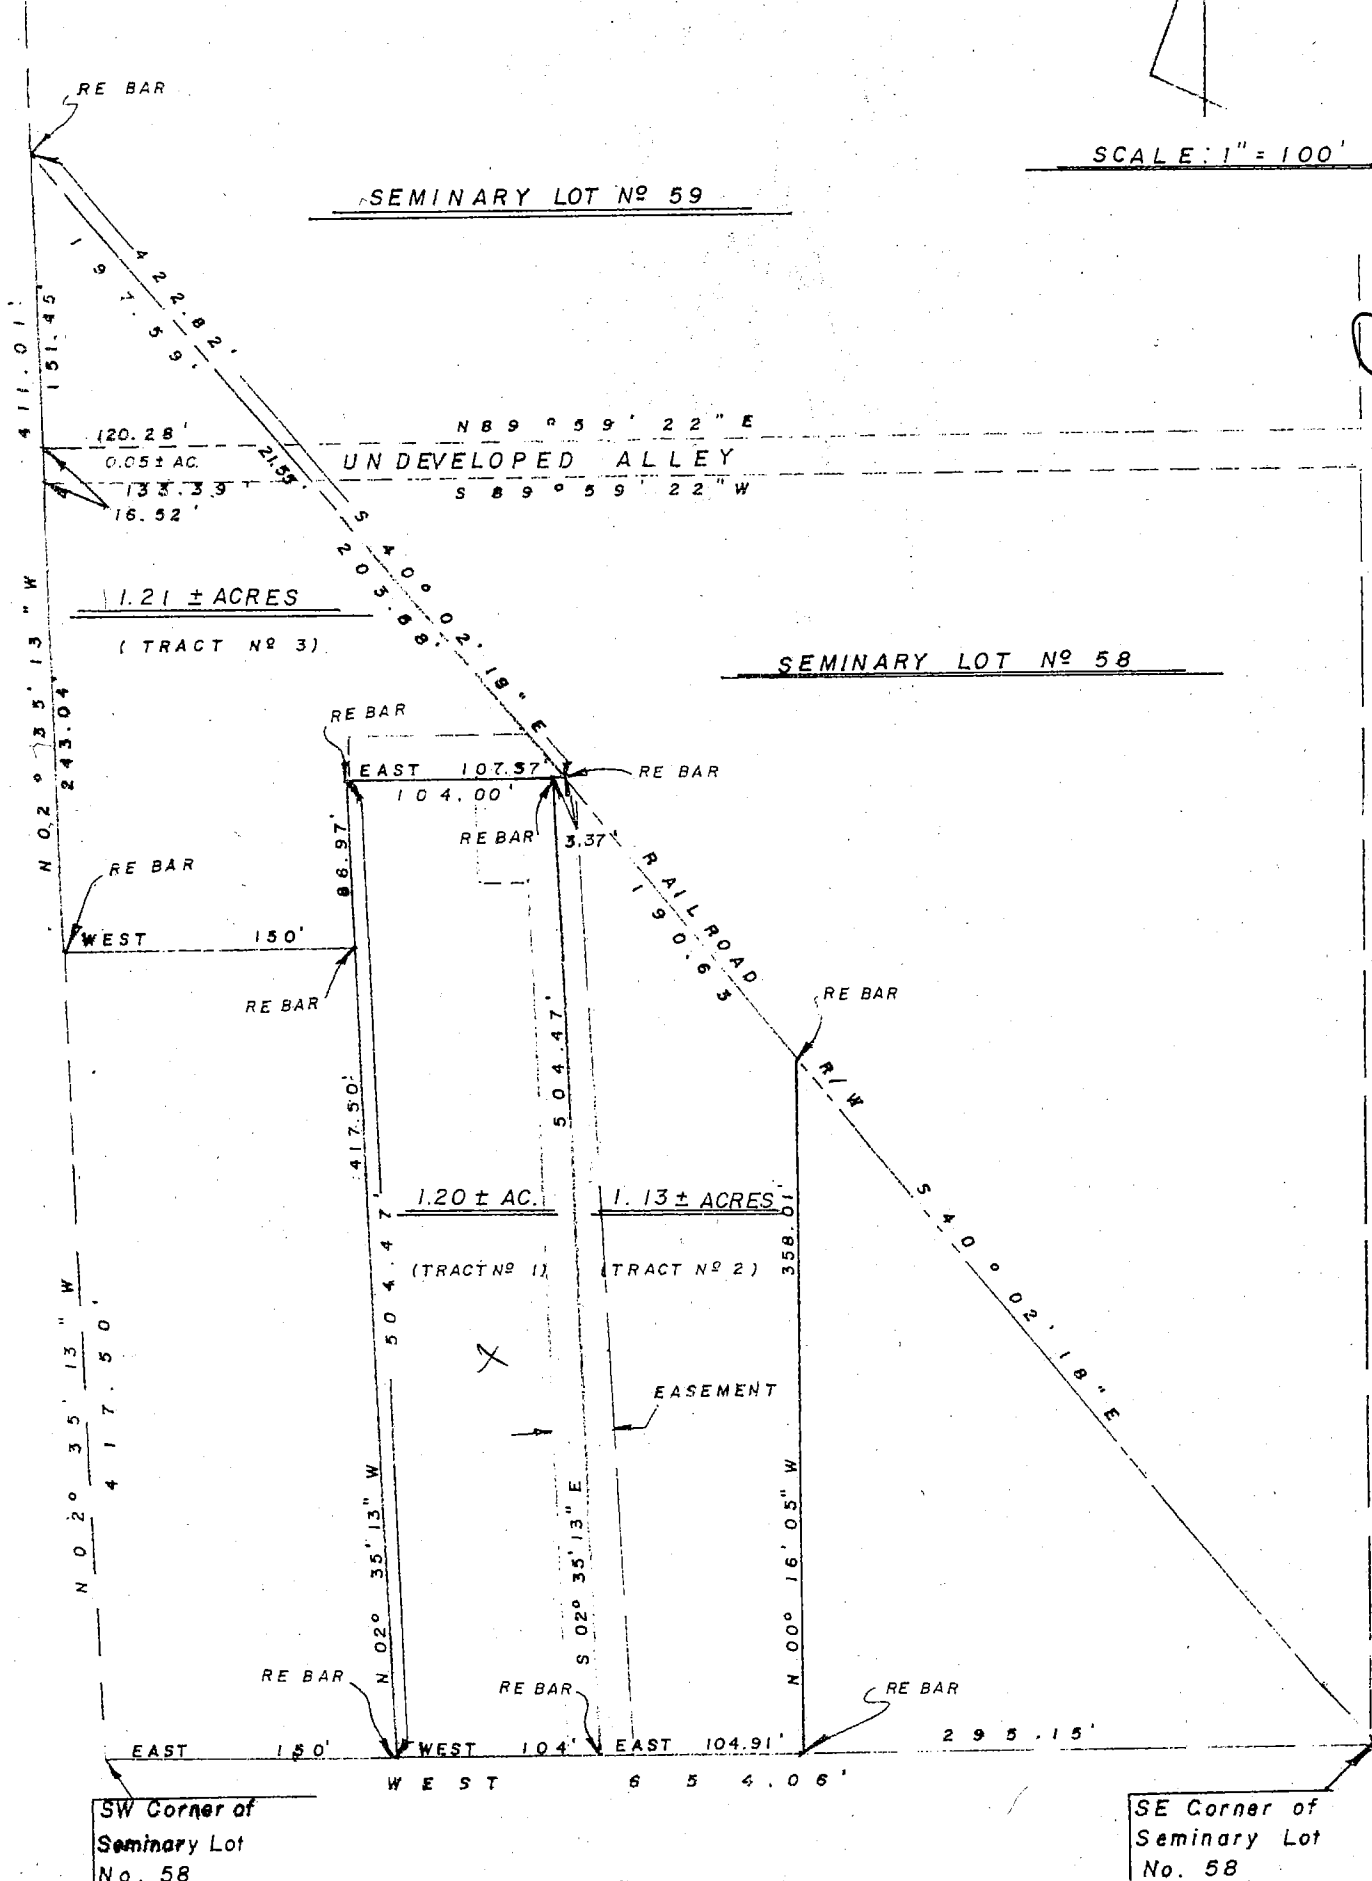 RE BAR
SCALE: 1" = 100'
SEMINARY LOT Nº 59
422.82'
197.59'
411.01'
151.45'
N 89° 59' 22" E
120.28'
0.05 ± AC.
21.55'
UNDEVELOPED ALLEY
133.39'
S 89° 59' 22" W
16.52'
S 40° 02' 18" E
203.68'
1.21 ± ACRES
(TRACT Nº 3)
SEMINARY LOT Nº 58
N 02° 35' 13" W
243.04'
RE BAR
EAST 107.37'
RE BAR
104.00'
RE BAR
3.37'
86.97'
RE BAR
RAILROAD
190.63
WEST 150'
RE BAR
RE BAR
R/W
504.47'
417.50'
1.20 ± AC.
1.13 ± ACRES
358.01'
S 40° 02' 18" E
(TRACT Nº 1)
(TRACT Nº 2)
504.47'
N 02° 35' 13" W
417.50'
EASEMENT
N 02° 35' 13" W
S 02° 35' 13" E
N 00° 16' 05" W
RE BAR
RE BAR
RE BAR
295.15'
EAST 150'
WEST 104'
EAST 104.91'
WEST 654.06'
SW Corner of
Seminary Lot
No. 58
SE Corner of
Seminary Lot
No. 58